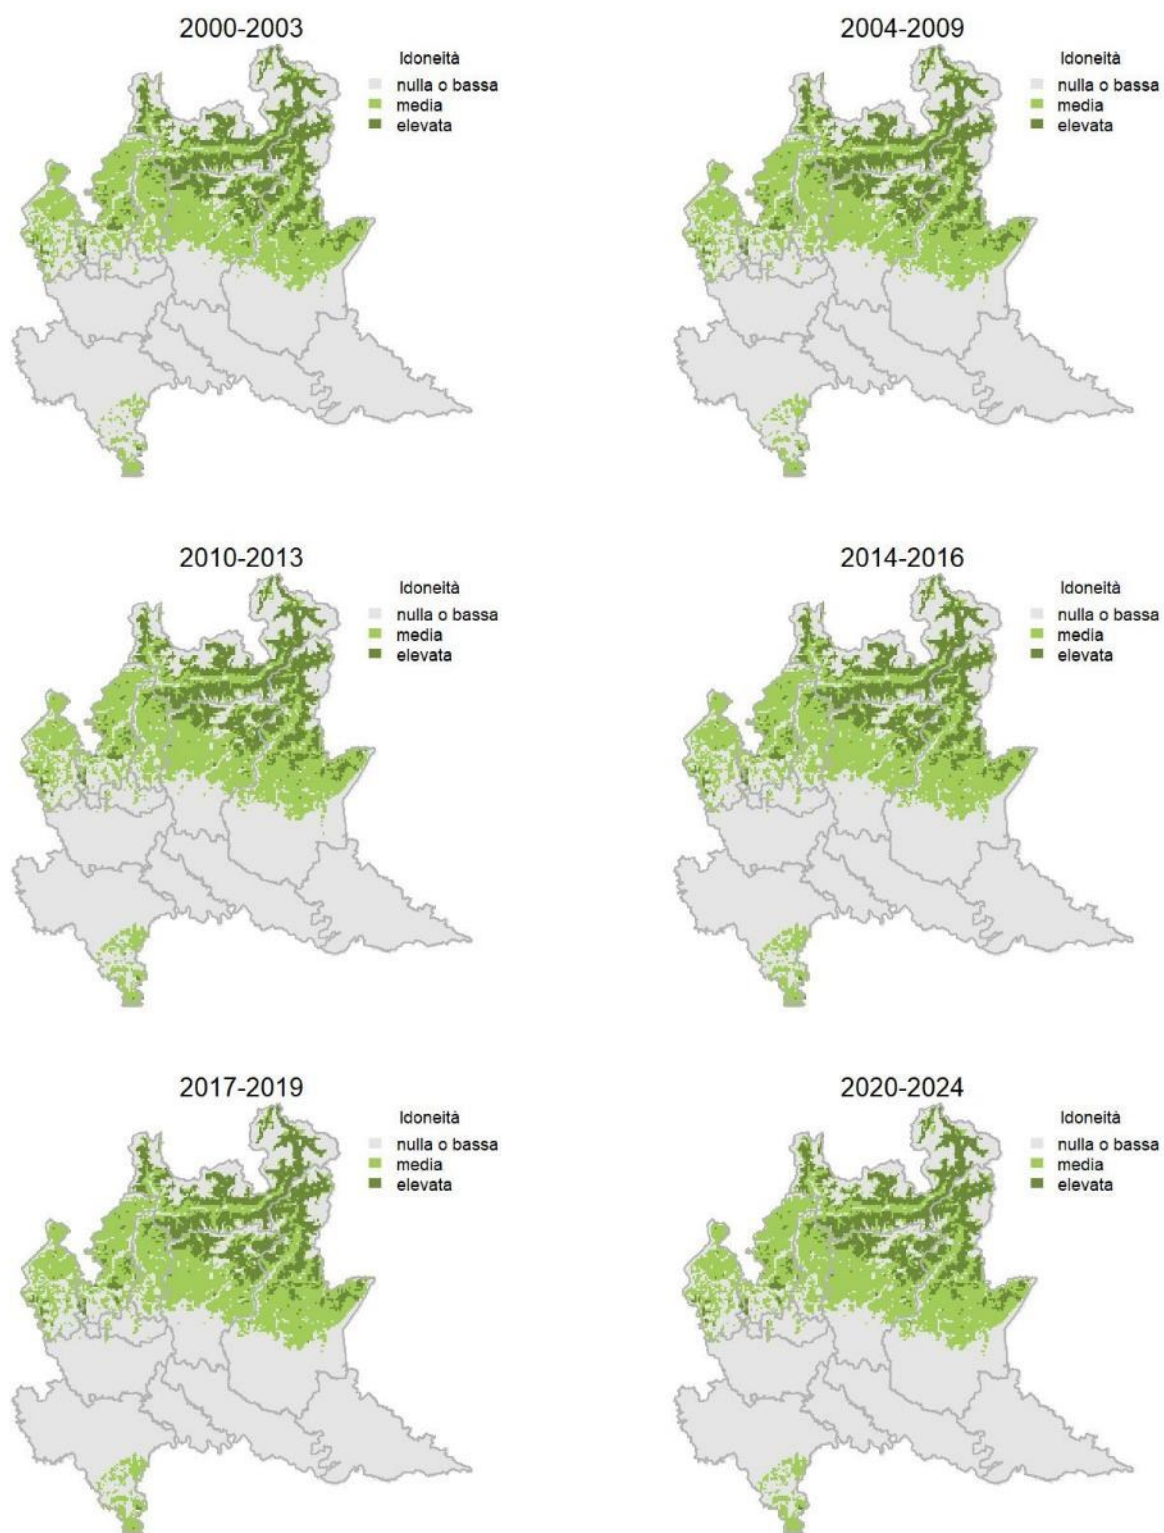 2000-2003
Idoneità
nulla o bassa
media
elevata
2004-2009
Idoneità
nulla o bassa
media
elevata
2010-2013
Idoneità
nulla o bassa
media
elevata
2014-2016
Idoneità
nulla o bassa
media
elevata
2017-2019
Idoneità
nulla o bassa
media
elevata
2020-2024
Idoneità
nulla o bassa
media
elevata